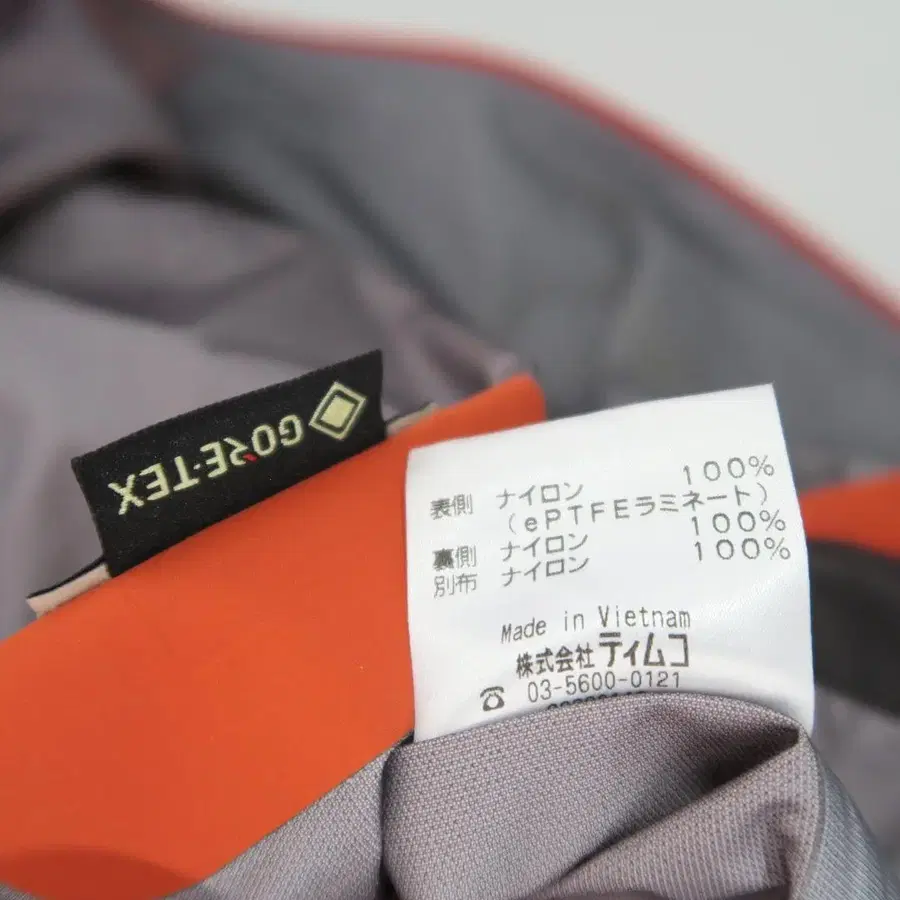 GORE-TEX
表側 ナイロン 100%
(ePTFEラミネート)
裏側 ナイロン 100%
別布 ナイロン 100%
Made in Vietnam
株式会社ティムコ
☎ 03-5600-0121